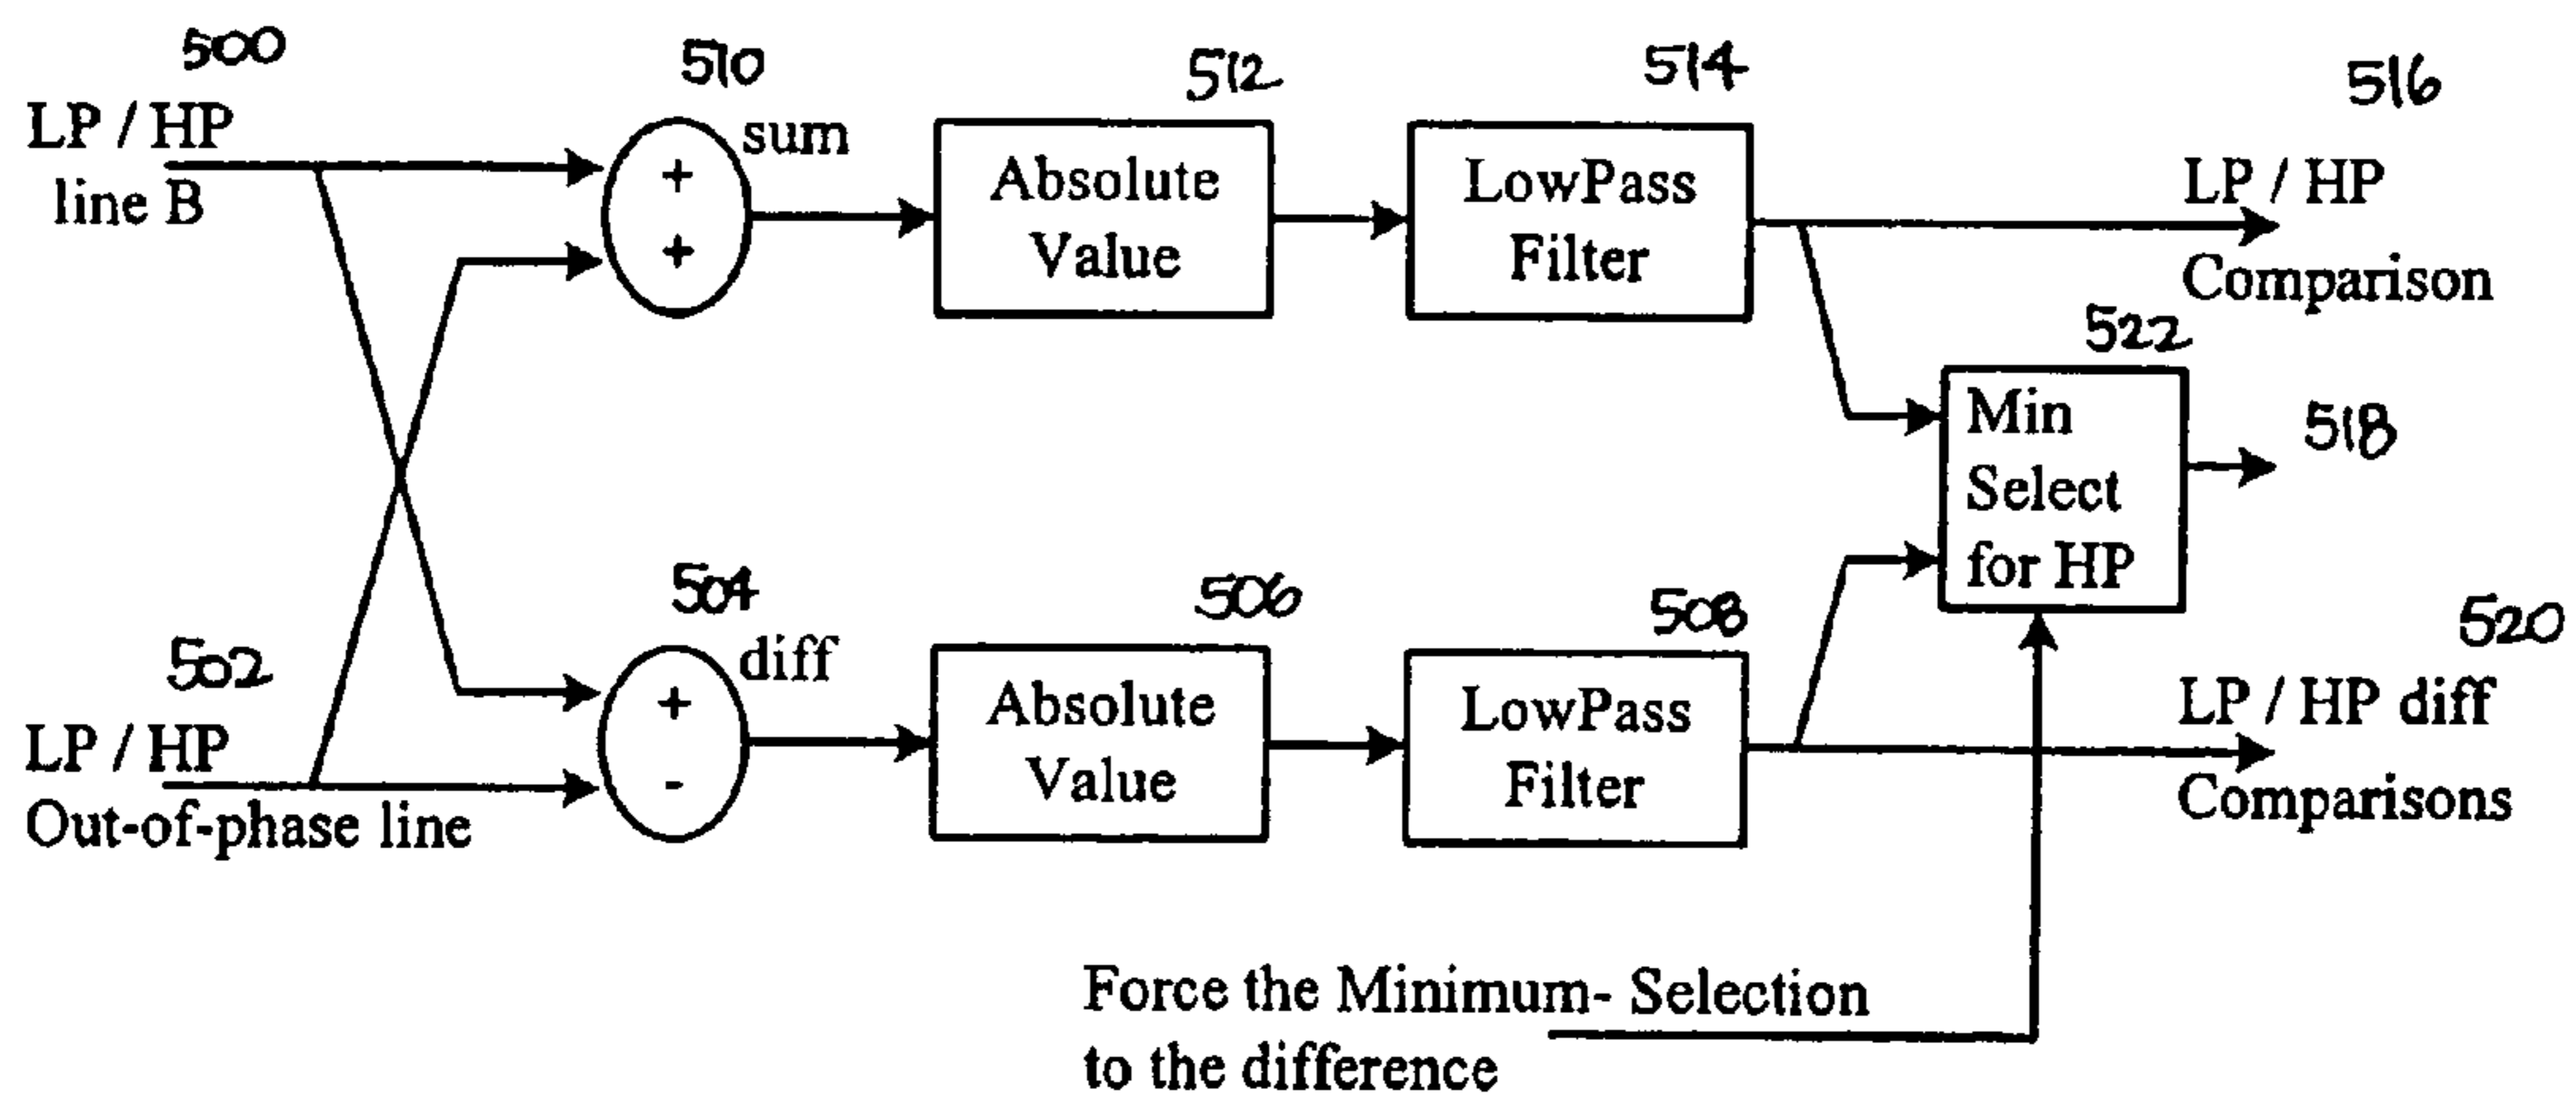 500
510
512
514
516
LP / HP
line B
sum
+
+
Absolute
Value
LowPass
Filter
LP / HP
Comparison
522
Min
Select
for HP
518
502
504
506
508
520
LP / HP
Out-of-phase line
diff
+
-
Absolute
Value
LowPass
Filter
LP / HP diff
Comparisons
Force the Minimum- Selection
to the difference